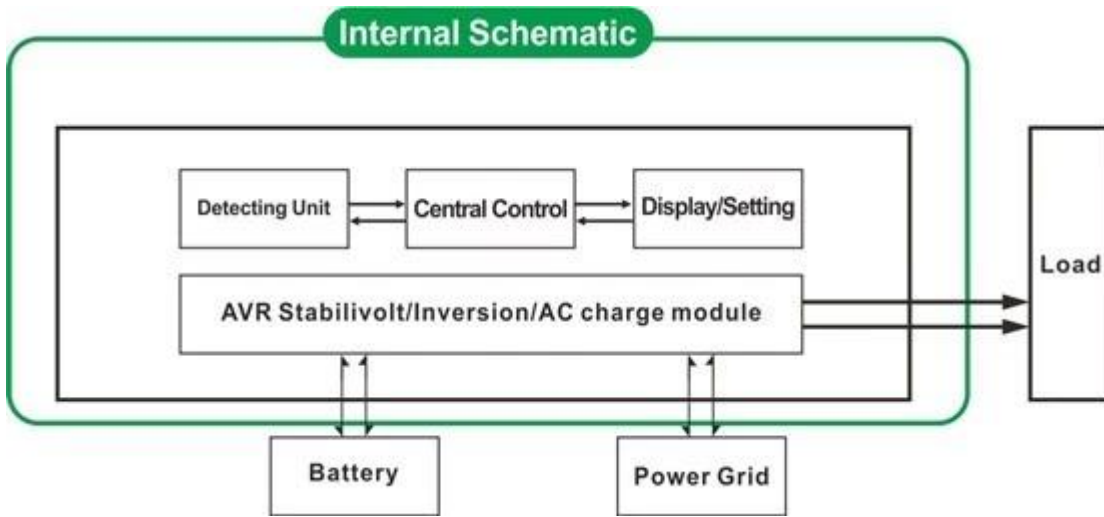 Internal Schematic
Detecting Unit
Central Control
Display/Setting
AVR Stabilivolt/Inversion/AC charge module
Load
Battery
Power Grid